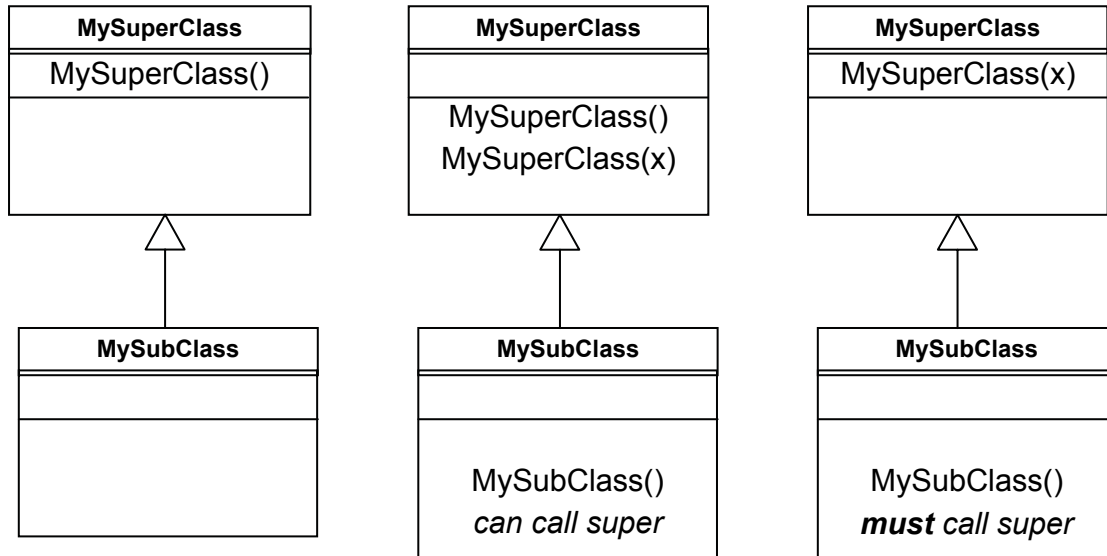 MySuperClass
MySuperClass()
MySubClass
MySuperClass
MySuperClass()
MySuperClass(x)
MySubClass
MySubClass()
can call super
MySuperClass
MySuperClass(x)
MySubClass
MySubClass()
must call super